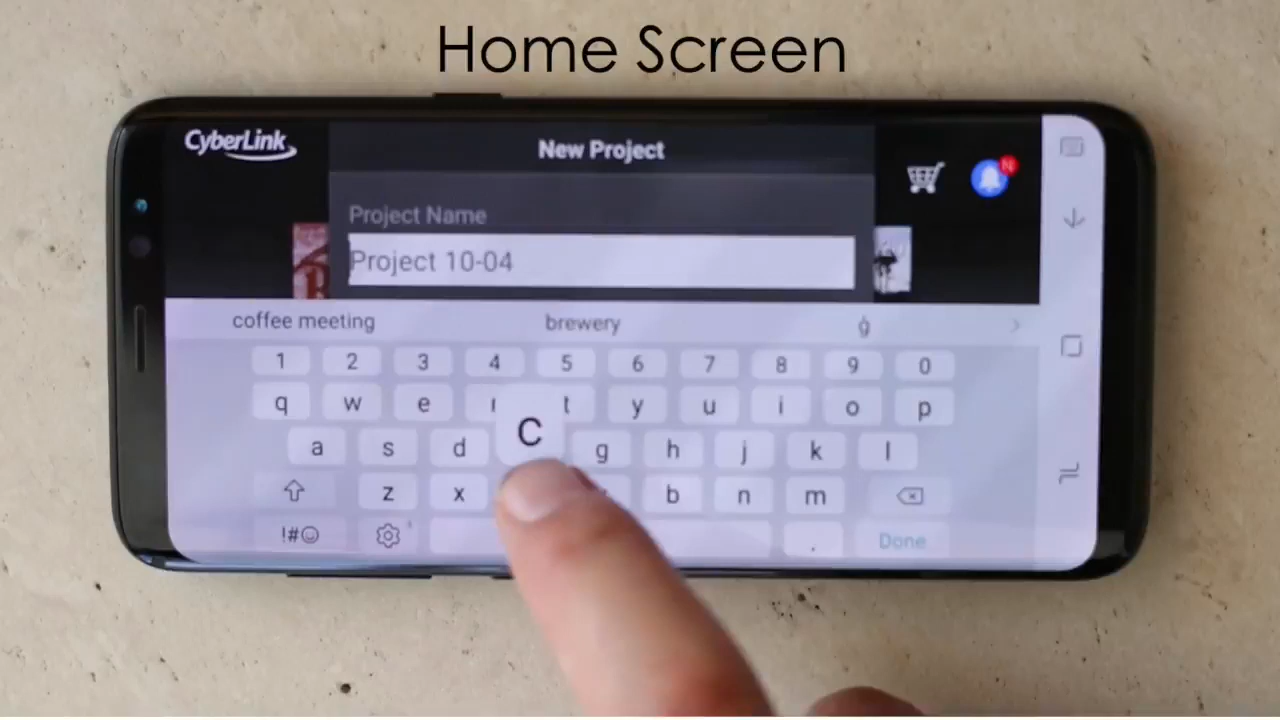 Home Screen
CyberLink
New Project
N
Project Name
Project 10-04
coffee meeting brewery ġ
1 2 3 4 5 6 7 8 9 0
q w e t y u i o p
a s d C g h j k l
z x b n m
!#☺ . Done